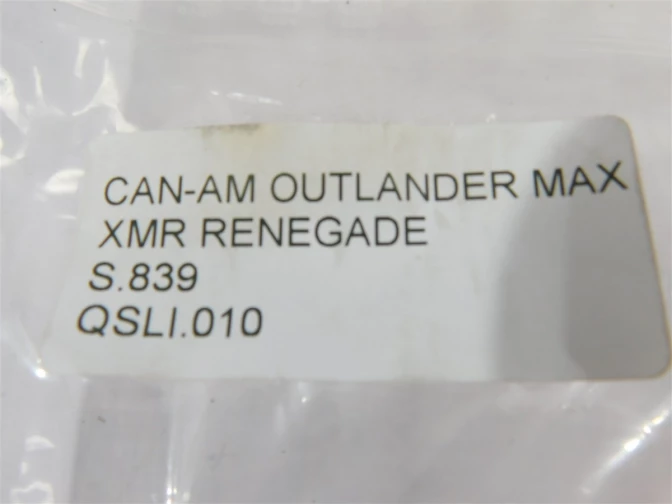 CAN-AM OUTLANDER MAX
XMR RENEGADE
S.839
QSLI.010